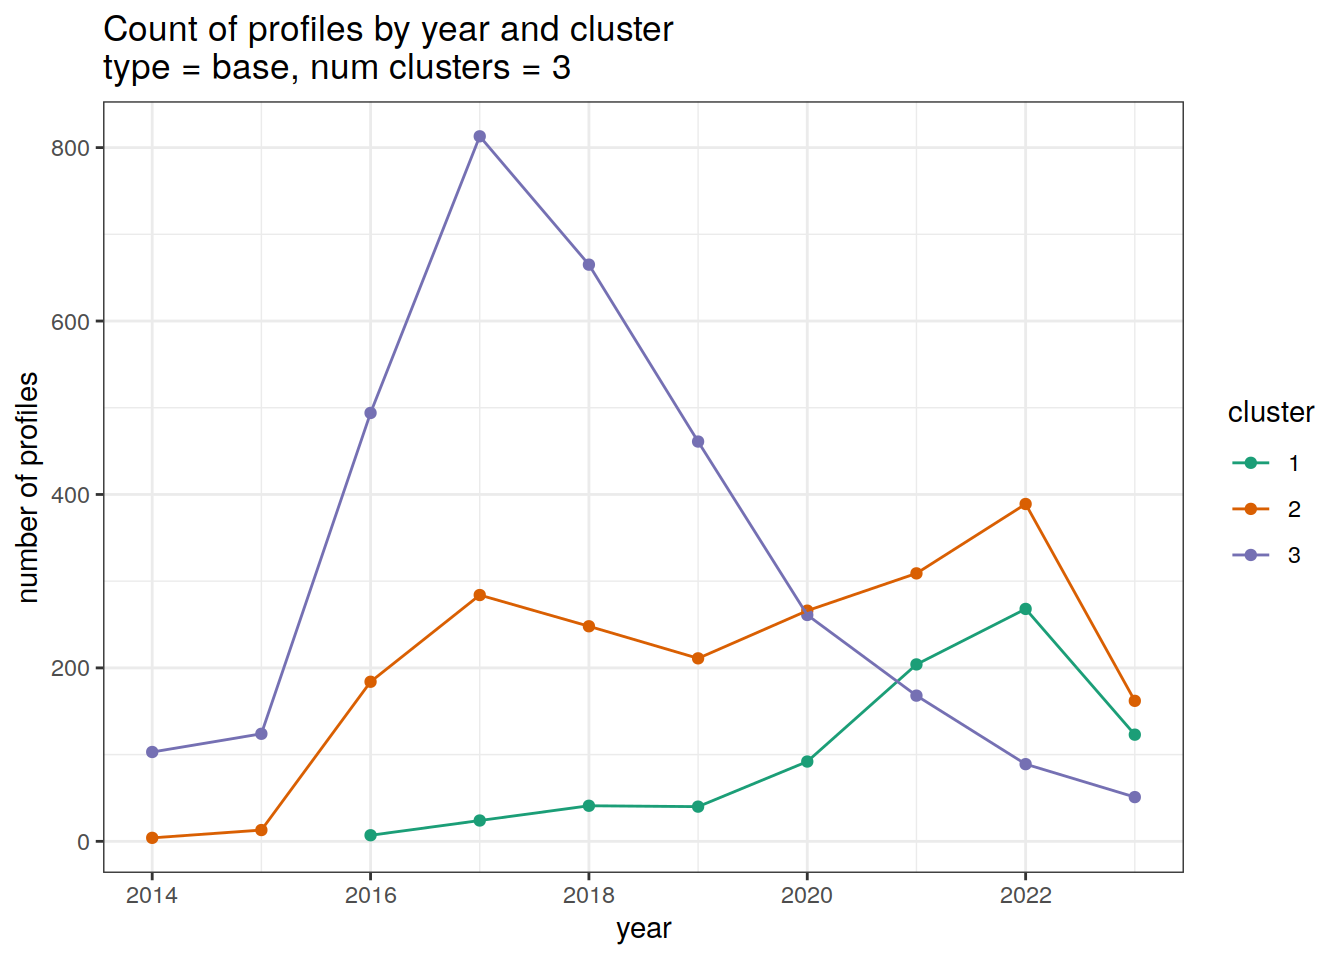 Count of profiles by year and cluster
type = base, num clusters = 3
800
600
400
200
0
number of profiles
2014
2016
2018
2020
2022
year
cluster
1
2
3